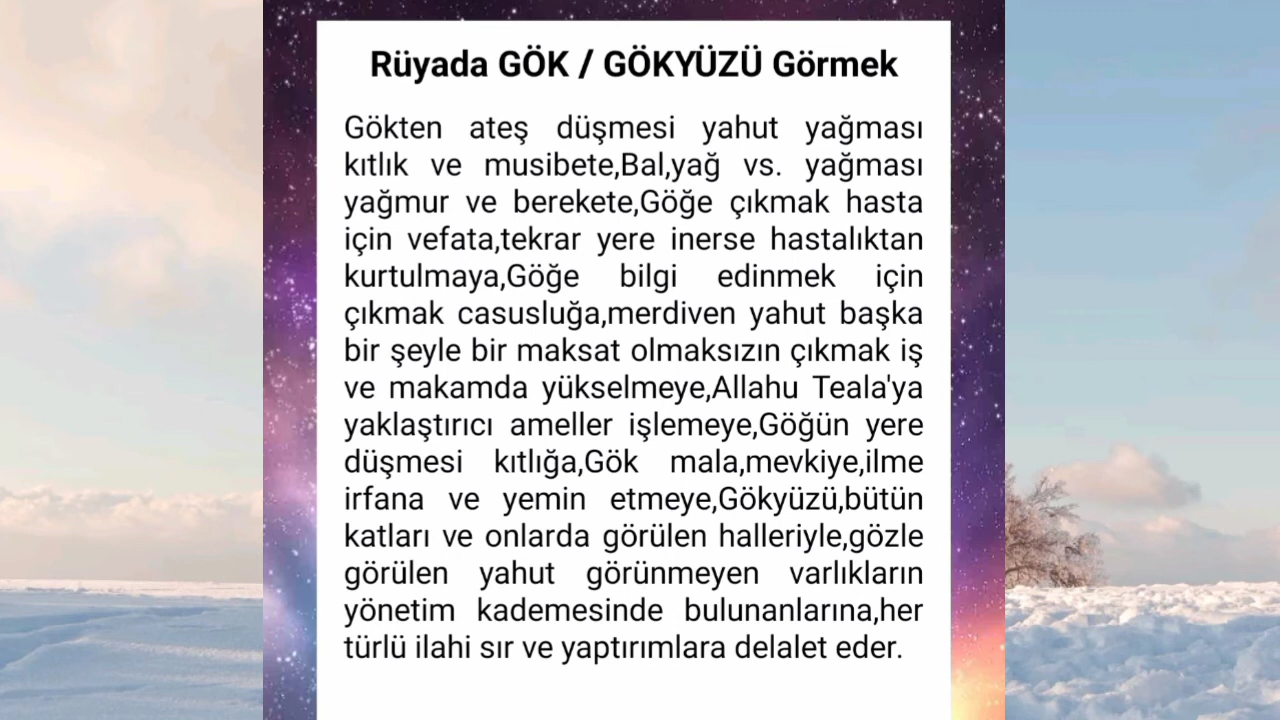 Rüyada GÖK / GÖKYÜZÜ Görmek
Gökten ateş düşmesi yahut yağması
kıtlık ve musibete,Bal,yağ vs. yağması
yağmur ve berekete,Göğe çıkmak hasta
için vefata,tekrar yere inerse hastalıktan
kurtulmaya,Göğe bilgi edinmek için
çıkmak casusluğa,merdiven yahut başka
bir şeyle bir maksat olmaksızın çıkmak iş
ve makamda yükselmeye,Allahu Teala'ya
yaklaştırıcı ameller işlemeye,Göğün yere
düşmesi kıtlığa,Gök mala,mevkiye,ilme
irfana ve yemin etmeye,Gökyüzü,bütün
katları ve onlarda görülen halleriyle,gözle
görülen yahut görünmeyen varlıkların
yönetim kademesinde bulunanlarına,her
türlü ilahi sır ve yaptırımlara delalet eder.